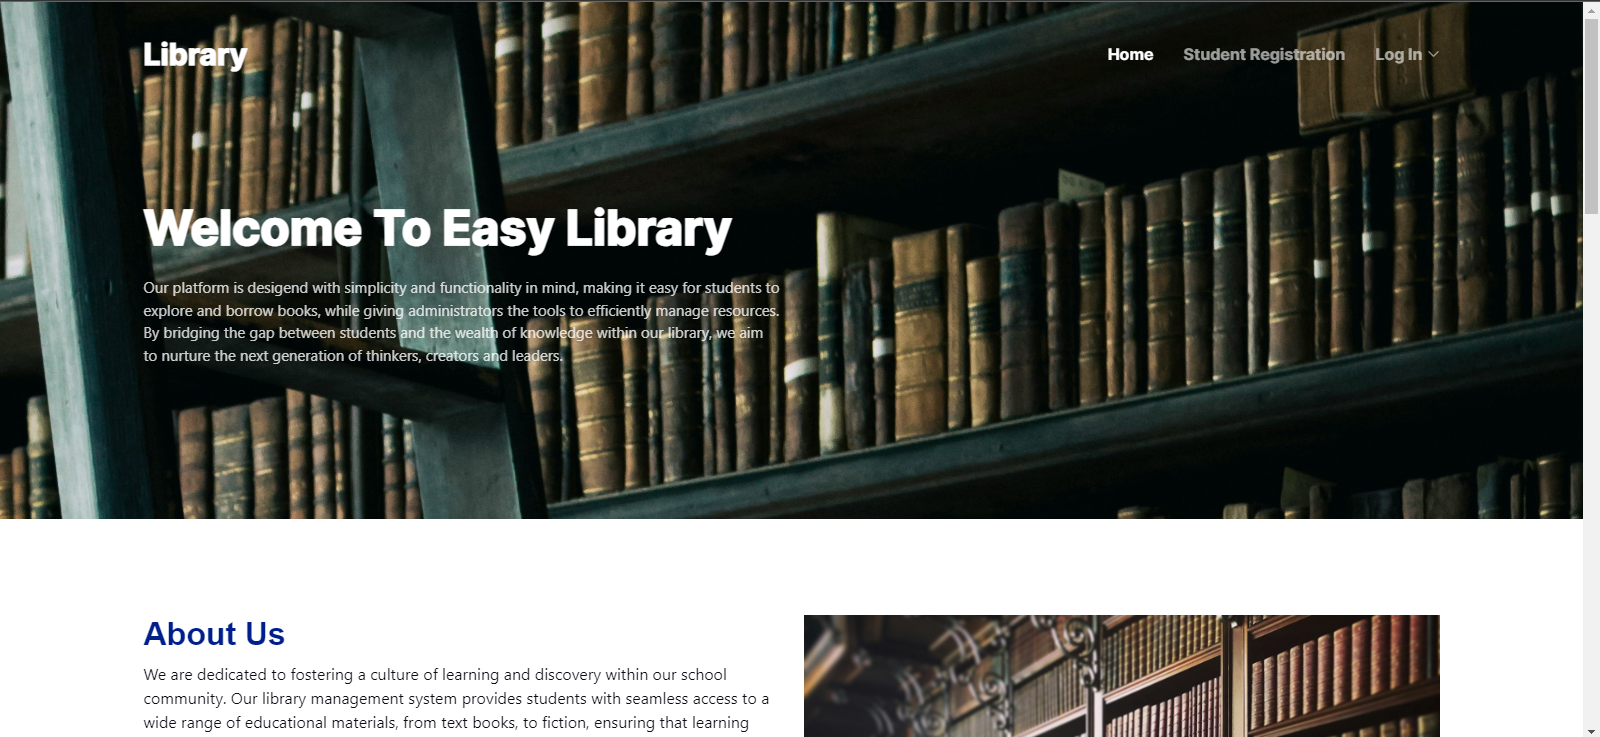 Library
Home Student Registration Log In
Welcome To Easy Library
Our platform is desigend with simplicity and functionality in mind, making it easy for students to
explore and borrow books, while giving administrators the tools to efficiently manage resources.
By bridging the gap between students and the wealth of knowledge within our library, we aim
to nurture the next generation of thinkers, creators and leaders.
About Us
We are dedicated to fostering a culture of learning and discovery within our school
community. Our library management system provides students with seamless access to a
wide range of educational materials, from text books, to fiction, ensuring that learning